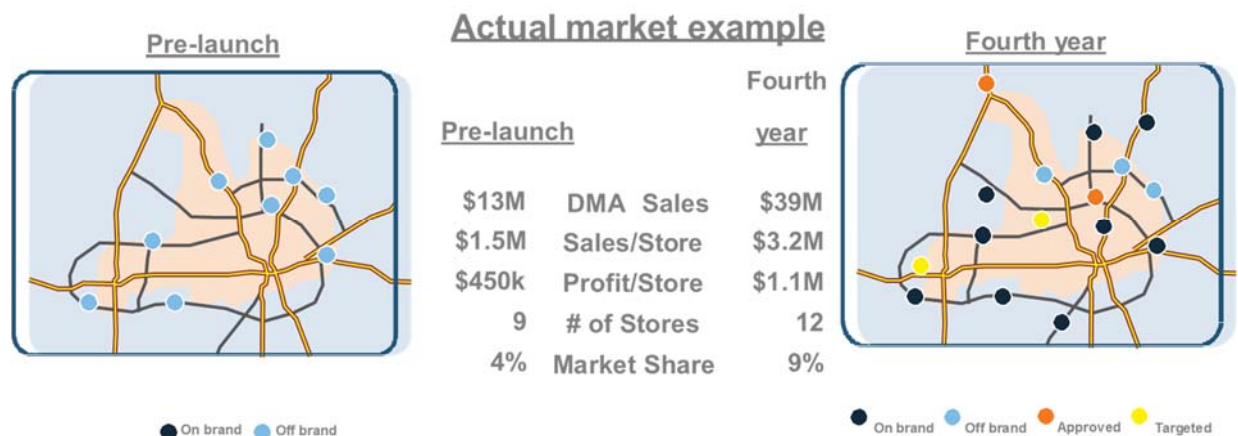 Actual market example
Pre-launch
Fourth year
Fourth
Pre-launch year
$13M DMA Sales $39M
$1.5M Sales/Store $3.2M
$450k Profit/Store $1.1M
9 # of Stores 12
4% Market Share 9%
On brand Off brand
On brand Off brand Approved Targeted